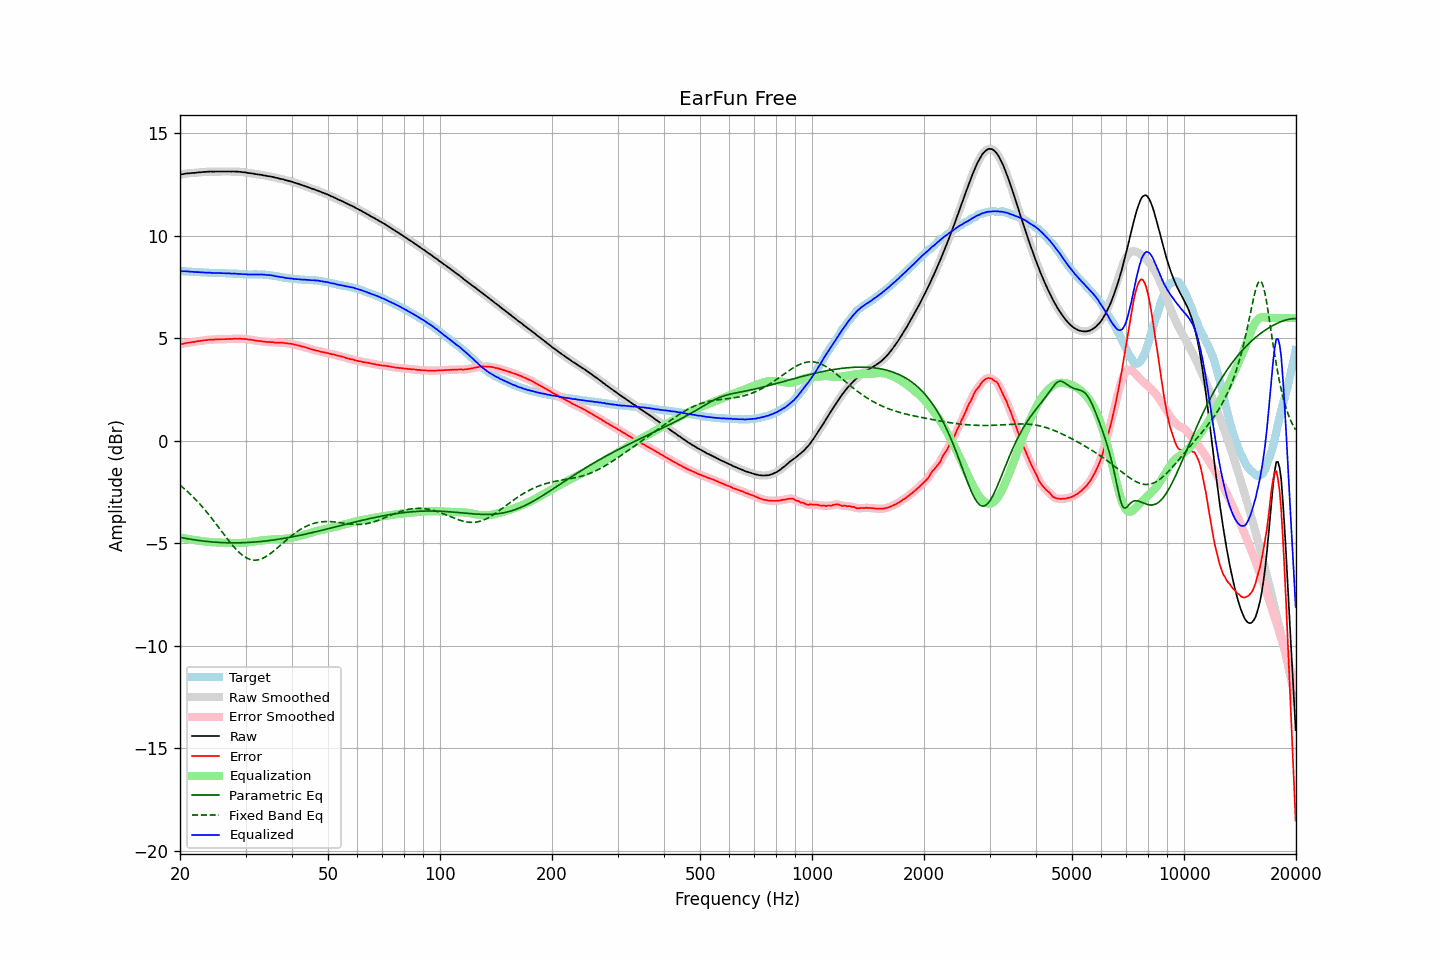 EarFun Free
Amplitude (dBr)
15
10
5
0
−5
−10
−15
−20
Target
Raw Smoothed
Error Smoothed
Raw
Error
Equalization
Parametric Eq
Fixed Band Eq
Equalized
20 50 100 200 500 1000 2000 5000 10000 20000
Frequency (Hz)